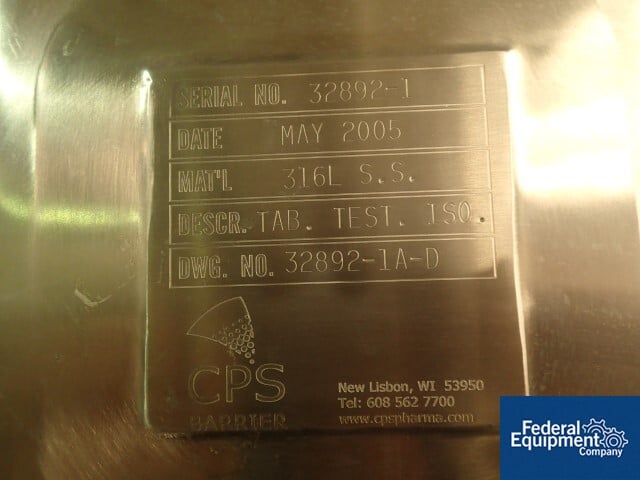 SERIAL NO. 32892-1
DATE MAY 2005
MAT'L 316L S.S.
DESCR. TAB. TEST. ISO.
DWG. NO. 32892-1A-D
CPS
BARRIER
New Lisbon, WI 53950
Tel: 608 562 7700
www.cpspharma.com
Federal
Equipment
Company